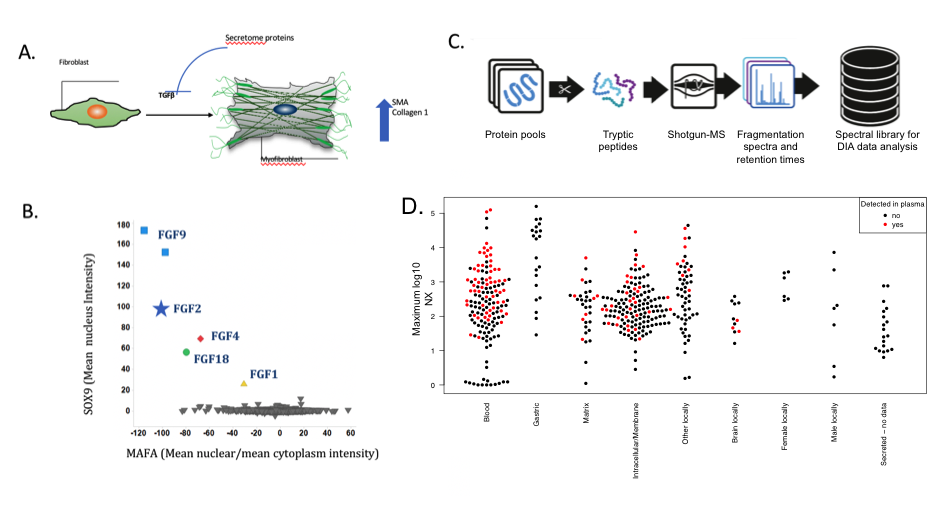 A.
Secretome proteins
Fibroblast
TGFβ
SMA
Collagen 1
Myofibroblast
B.
SOX9 (Mean nucleus Intensity)
180
160
140
120
100
80
60
40
20
0
FGF9
FGF2
FGF4
FGF18
FGF1
-120 -100 -80 -60 -40 -20 0 20 40 60
MAFA (Mean nuclear/mean cytoplasm intensity)
C.
Protein pools
Tryptic
peptides
Shotgun-MS
Fragmentation
spectra and
retention times
Spectral library for
DIA data analysis
D.
Detected in plasma
no
yes
Maximum log10
NX
5
4
3
2
1
0
Blood
Gastric
Matrix
Intracellular/Membrane
Other locally
Brain locally
Female locally
Male locally
Secreted – no data